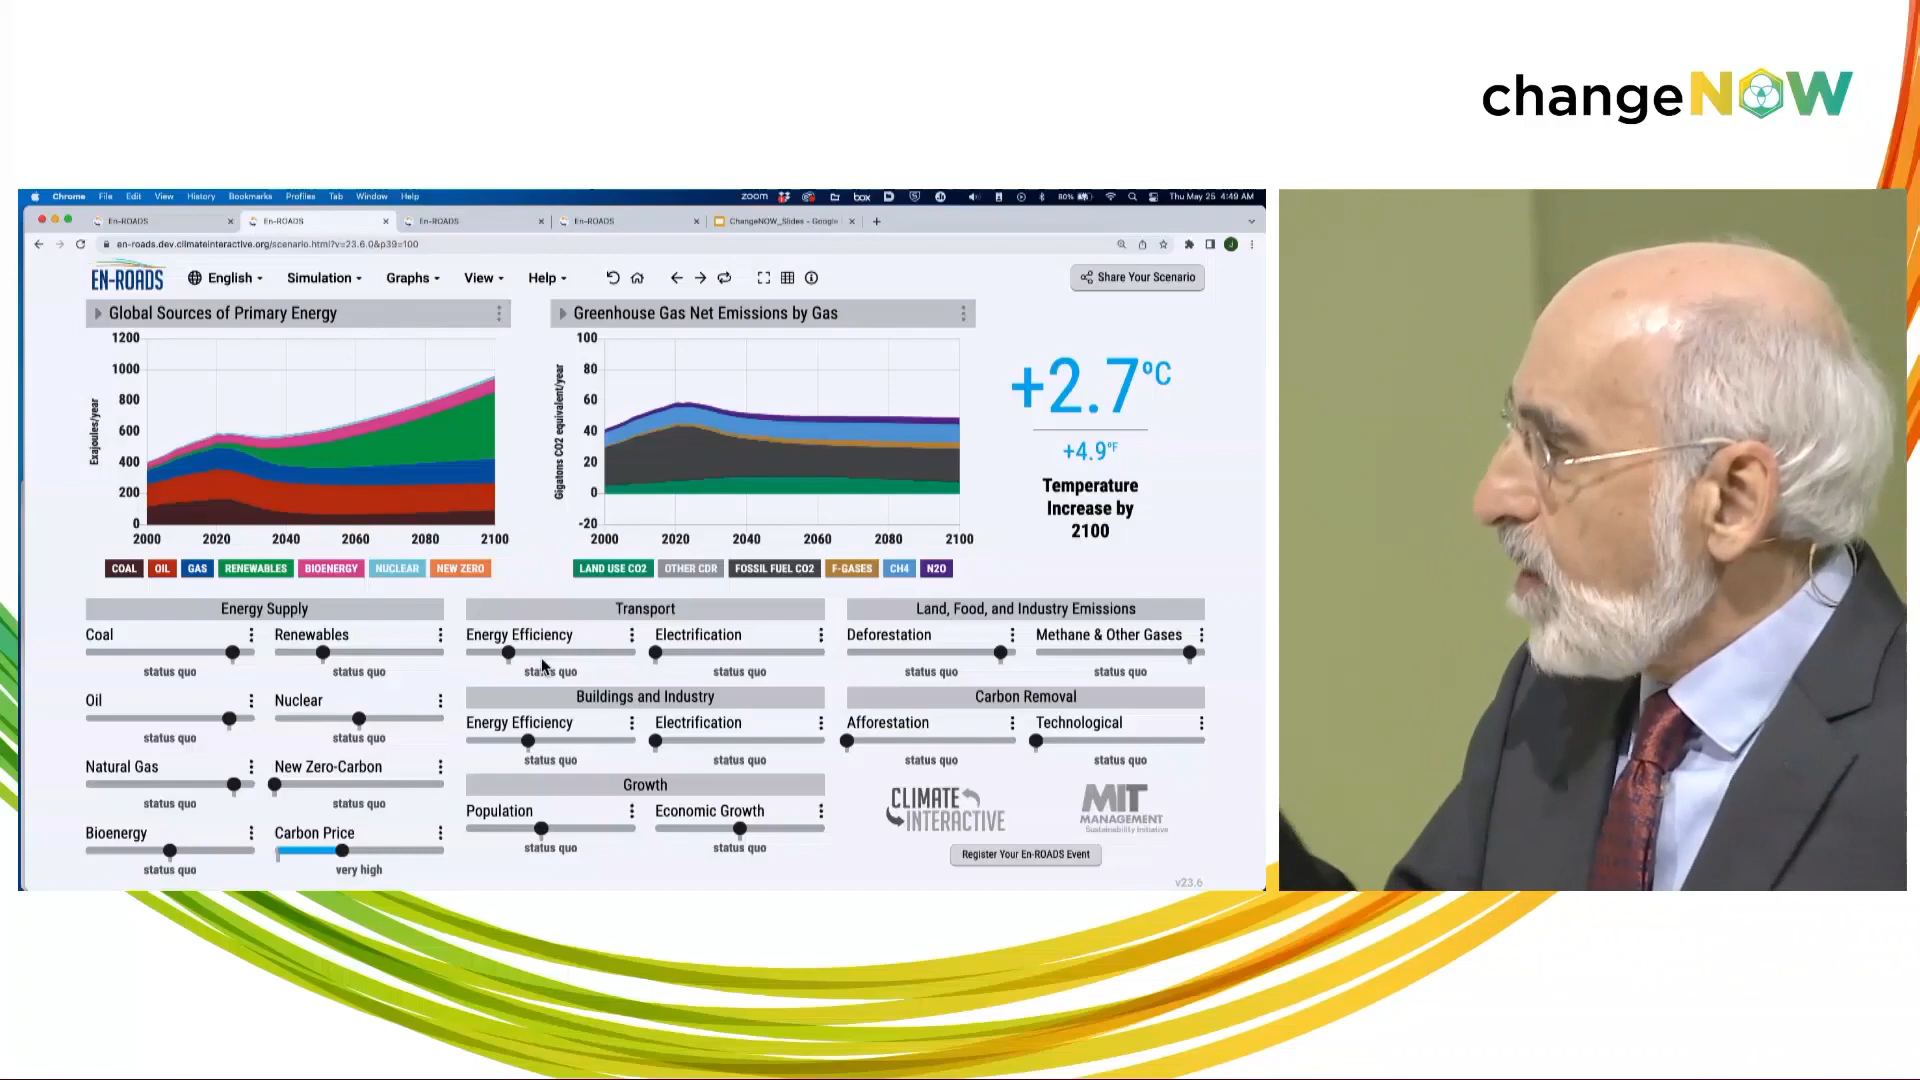 changeNOW
Chrome File Edit View History Bookmarks Profiles Tab Window Help
zoom box 80% Thu May 25 4:49 AM
En-ROADS En-ROADS En-ROADS En-ROADS ChangeNOW_Slides - Google
en-roads.dev.climateinteractive.org/scenario.html?v=23.6.0&p39=100
EN-ROADS English Simulation Graphs View Help Share Your Scenario
Global Sources of Primary Energy
1200
1000
800
600
400
200
0
Exajoules/year
2000 2020 2040 2060 2080 2100
COAL OIL GAS RENEWABLES BIOENERGY NUCLEAR NEW ZERO
Greenhouse Gas Net Emissions by Gas
100
80
60
40
20
0
-20
Gigatons CO2 equivalent/year
2000 2020 2040 2060 2080 2100
LAND USE CO2 OTHER CDR FOSSIL FUEL CO2 F-GASES CH4 N2O
+2.7°C
+4.9°F
Temperature
Increase by
2100
Energy Supply
Coal
status quo
Renewables
status quo
Oil
status quo
Nuclear
status quo
Natural Gas
status quo
New Zero-Carbon
status quo
Bioenergy
status quo
Carbon Price
very high
Transport
Energy Efficiency
status quo
Electrification
status quo
Buildings and Industry
Energy Efficiency
status quo
Electrification
status quo
Growth
Population
status quo
Economic Growth
status quo
Land, Food, and Industry Emissions
Deforestation
status quo
Methane & Other Gases
status quo
Carbon Removal
Afforestation
status quo
Technological
status quo
CLIMATE
INTERACTIVE
MIT
MANAGEMENT
Sustainability Initiative
Register Your En-ROADS Event
v23.6